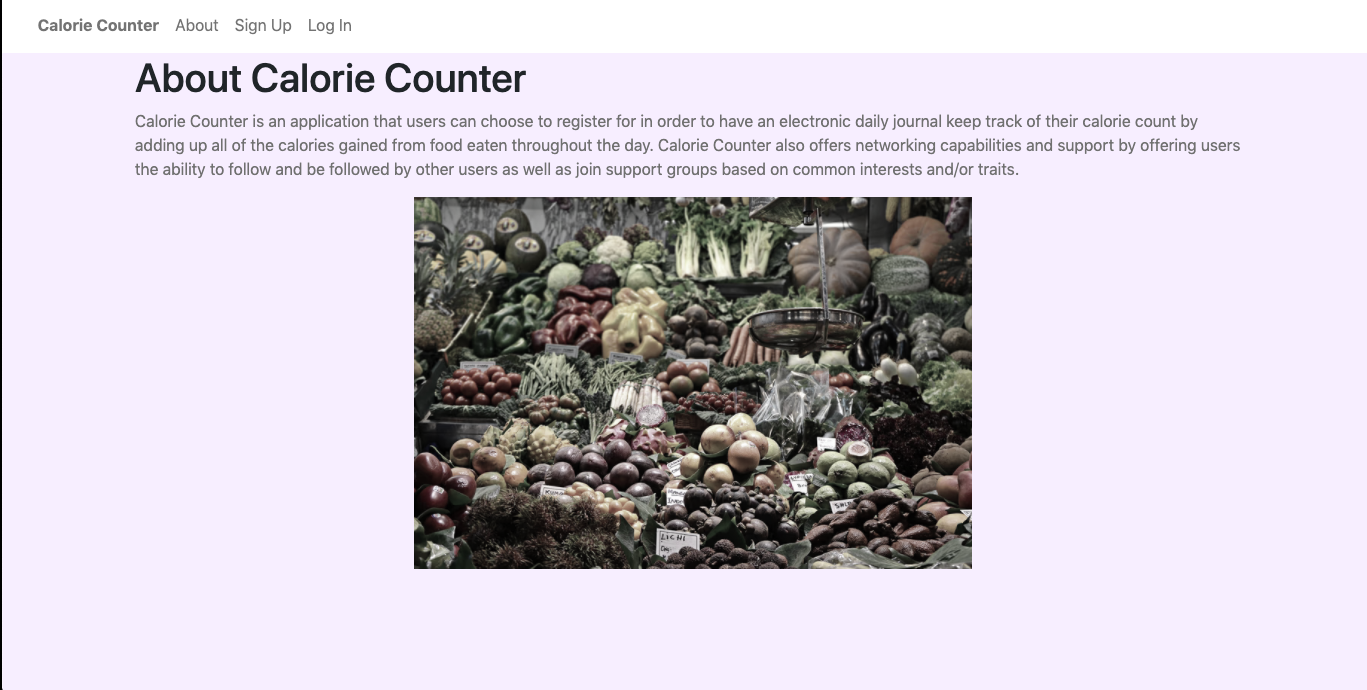 Calorie Counter About Sign Up Log In
About Calorie Counter
Calorie Counter is an application that users can choose to register for in order to have an electronic daily journal keep track of their calorie count by
adding up all of the calories gained from food eaten throughout the day. Calorie Counter also offers networking capabilities and support by offering users
the ability to follow and be followed by other users as well as join support groups based on common interests and/or traits.
LICHI